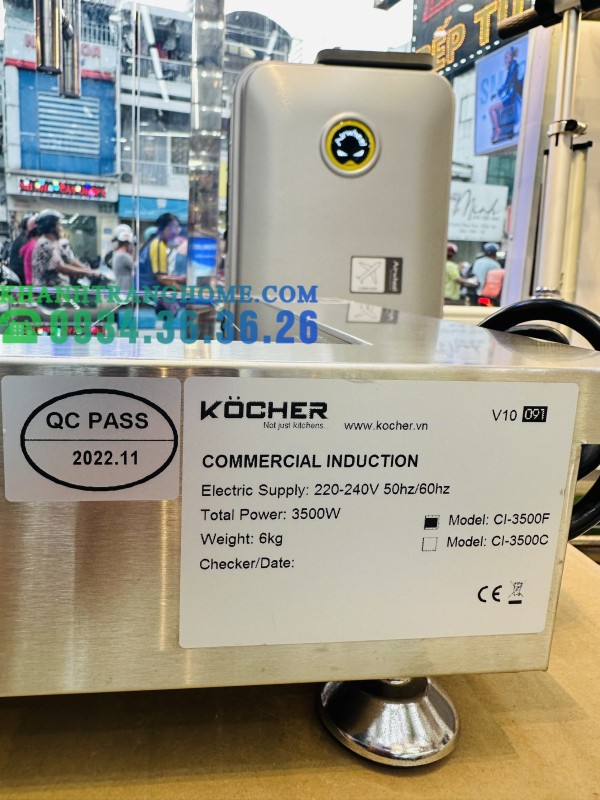 BẾP TỪ
KHANHTRANGHOME.COM
☎0934.36.36.26
QC PASS
2022.11
KÖCHER
Not just kitchens...
www.kocher.vn
V10 091
COMMERCIAL INDUCTION
Electric Supply: 220-240V 50hz/60hz
Total Power: 3500W
Weight: 6kg
Checker/Date:
Model: CI-3500F
Model: CI-3500C
CE